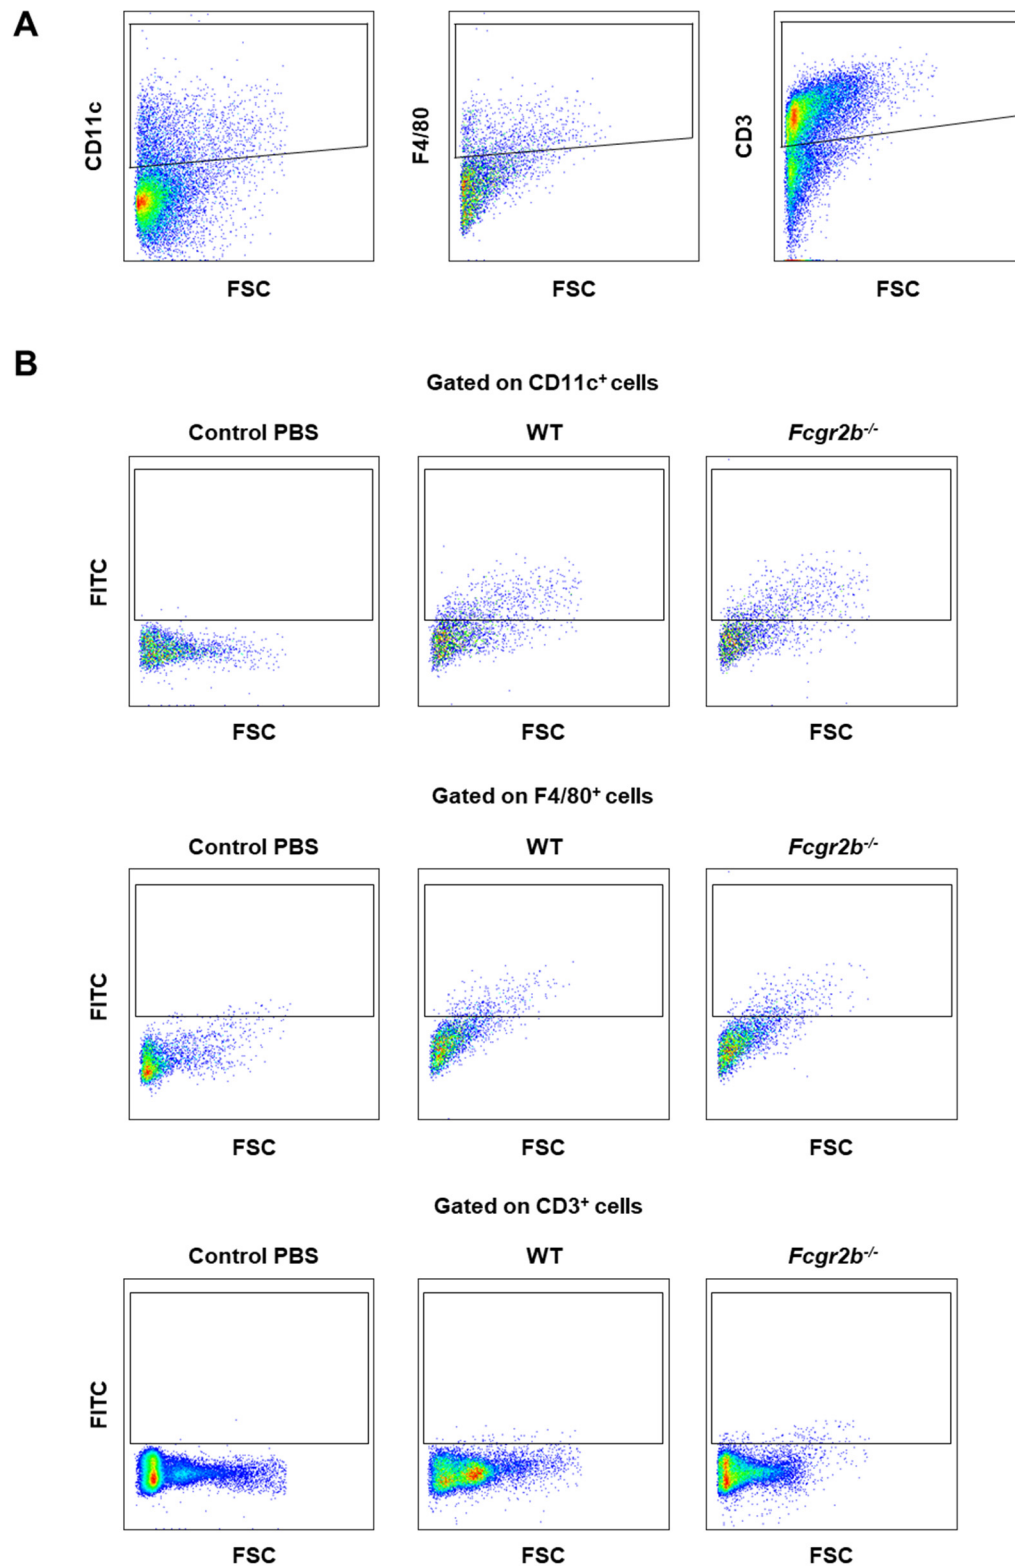 A
CD11c
F4/80
CD3
FSC
FSC
FSC
B
Gated on CD11c⁺ cells
Control PBS
WT
Fcgr2b⁻/⁻
FITC
FSC
FSC
FSC
Gated on F4/80⁺ cells
Control PBS
WT
Fcgr2b⁻/⁻
FITC
FSC
FSC
FSC
Gated on CD3⁺ cells
Control PBS
WT
Fcgr2b⁻/⁻
FITC
FSC
FSC
FSC